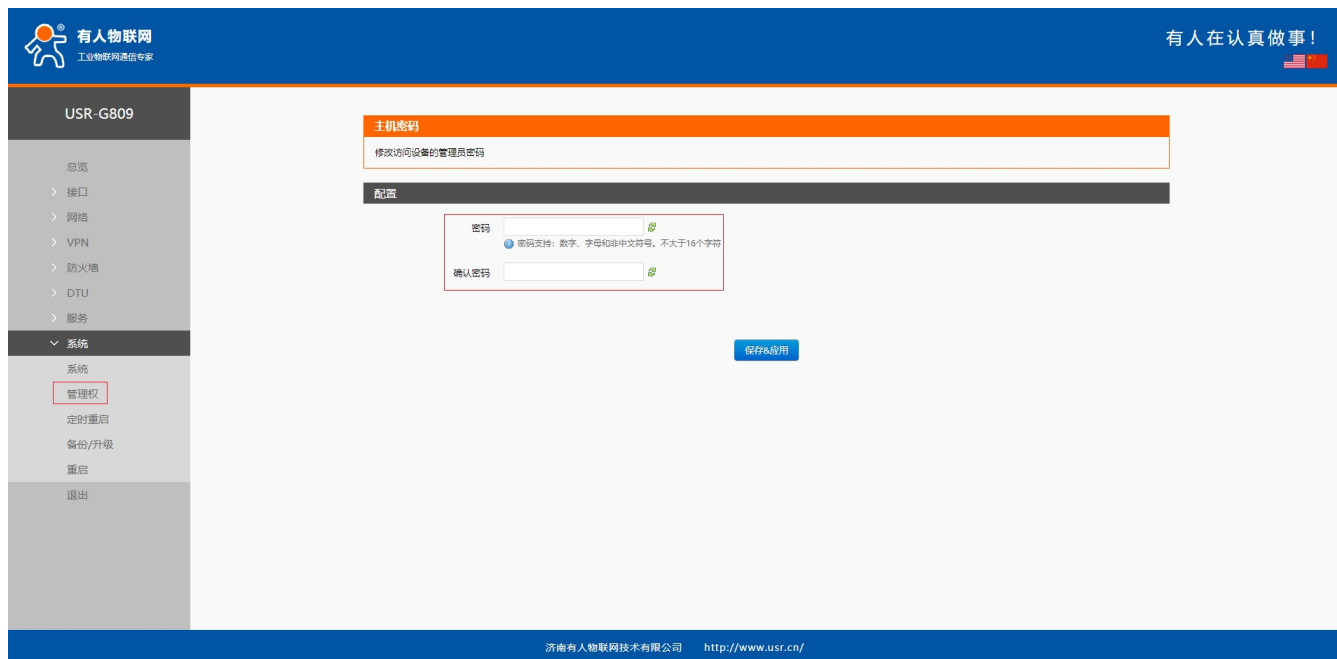 有人物联网
®
工业物联网通信专家
有人在认真做事!
USR-G809
总览
接口
网络
VPN
防火墙
DTU
服务
系统
系统
管理权
定时重启
备份/升级
重启
退出
主机密码
修改访问设备的管理员密码
配置
密码
密码支持：数字、字母和非中文符号。不大于16个字符
确认密码
保存&应用
济南有人物联网技术有限公司 http://www.usr.cn/